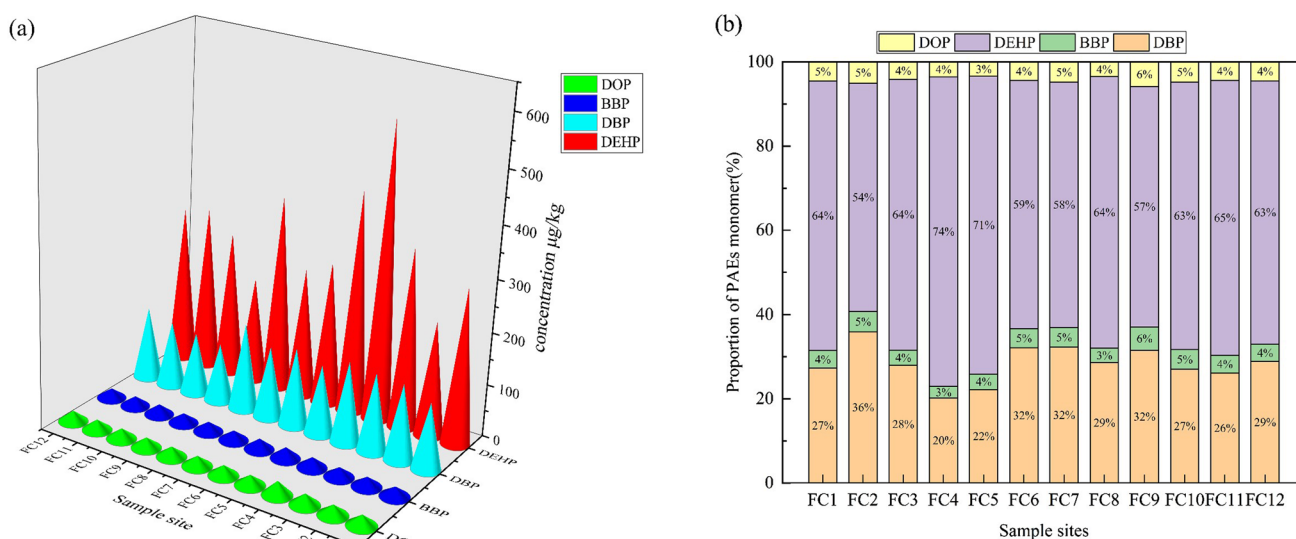 (a)
DOP
BBP
DBP
DEHP
600
500
400
300
200
100
0
concentration μg/kg
FC12
FC11
FC10
FC9
FC8
FC7
FC6
FC5
FC4
FC3
Sample site
DEHP
DBP
BBP
(b)
DOP DEHP BBP DBP
Proportion of PAEs monomer(%)
100
80
60
40
20
0
5% 5% 4% 4% 3% 4% 5% 4% 6% 5% 4% 4%
64% 54% 64% 74% 71% 59% 58% 64% 57% 63% 65% 63%
4% 5% 4% 3% 4% 5% 5% 3% 6% 5% 4% 4%
27% 36% 28% 20% 22% 32% 32% 29% 32% 27% 26% 29%
FC1 FC2 FC3 FC4 FC5 FC6 FC7 FC8 FC9 FC10 FC11 FC12
Sample sites